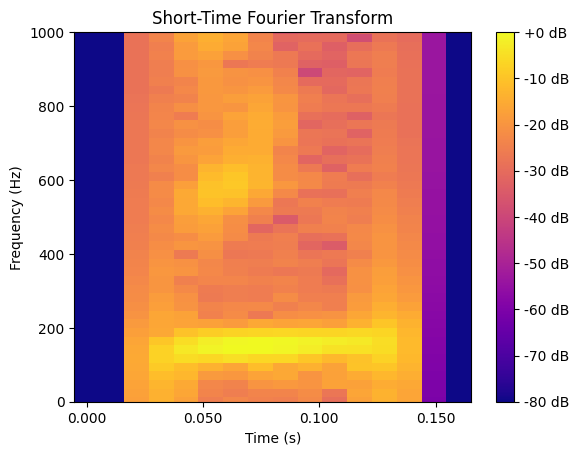 Short-Time Fourier Transform
Frequency (Hz)
1000
800
600
400
200
0
0.000 0.050 0.100 0.150
Time (s)
+0 dB
-10 dB
-20 dB
-30 dB
-40 dB
-50 dB
-60 dB
-70 dB
-80 dB